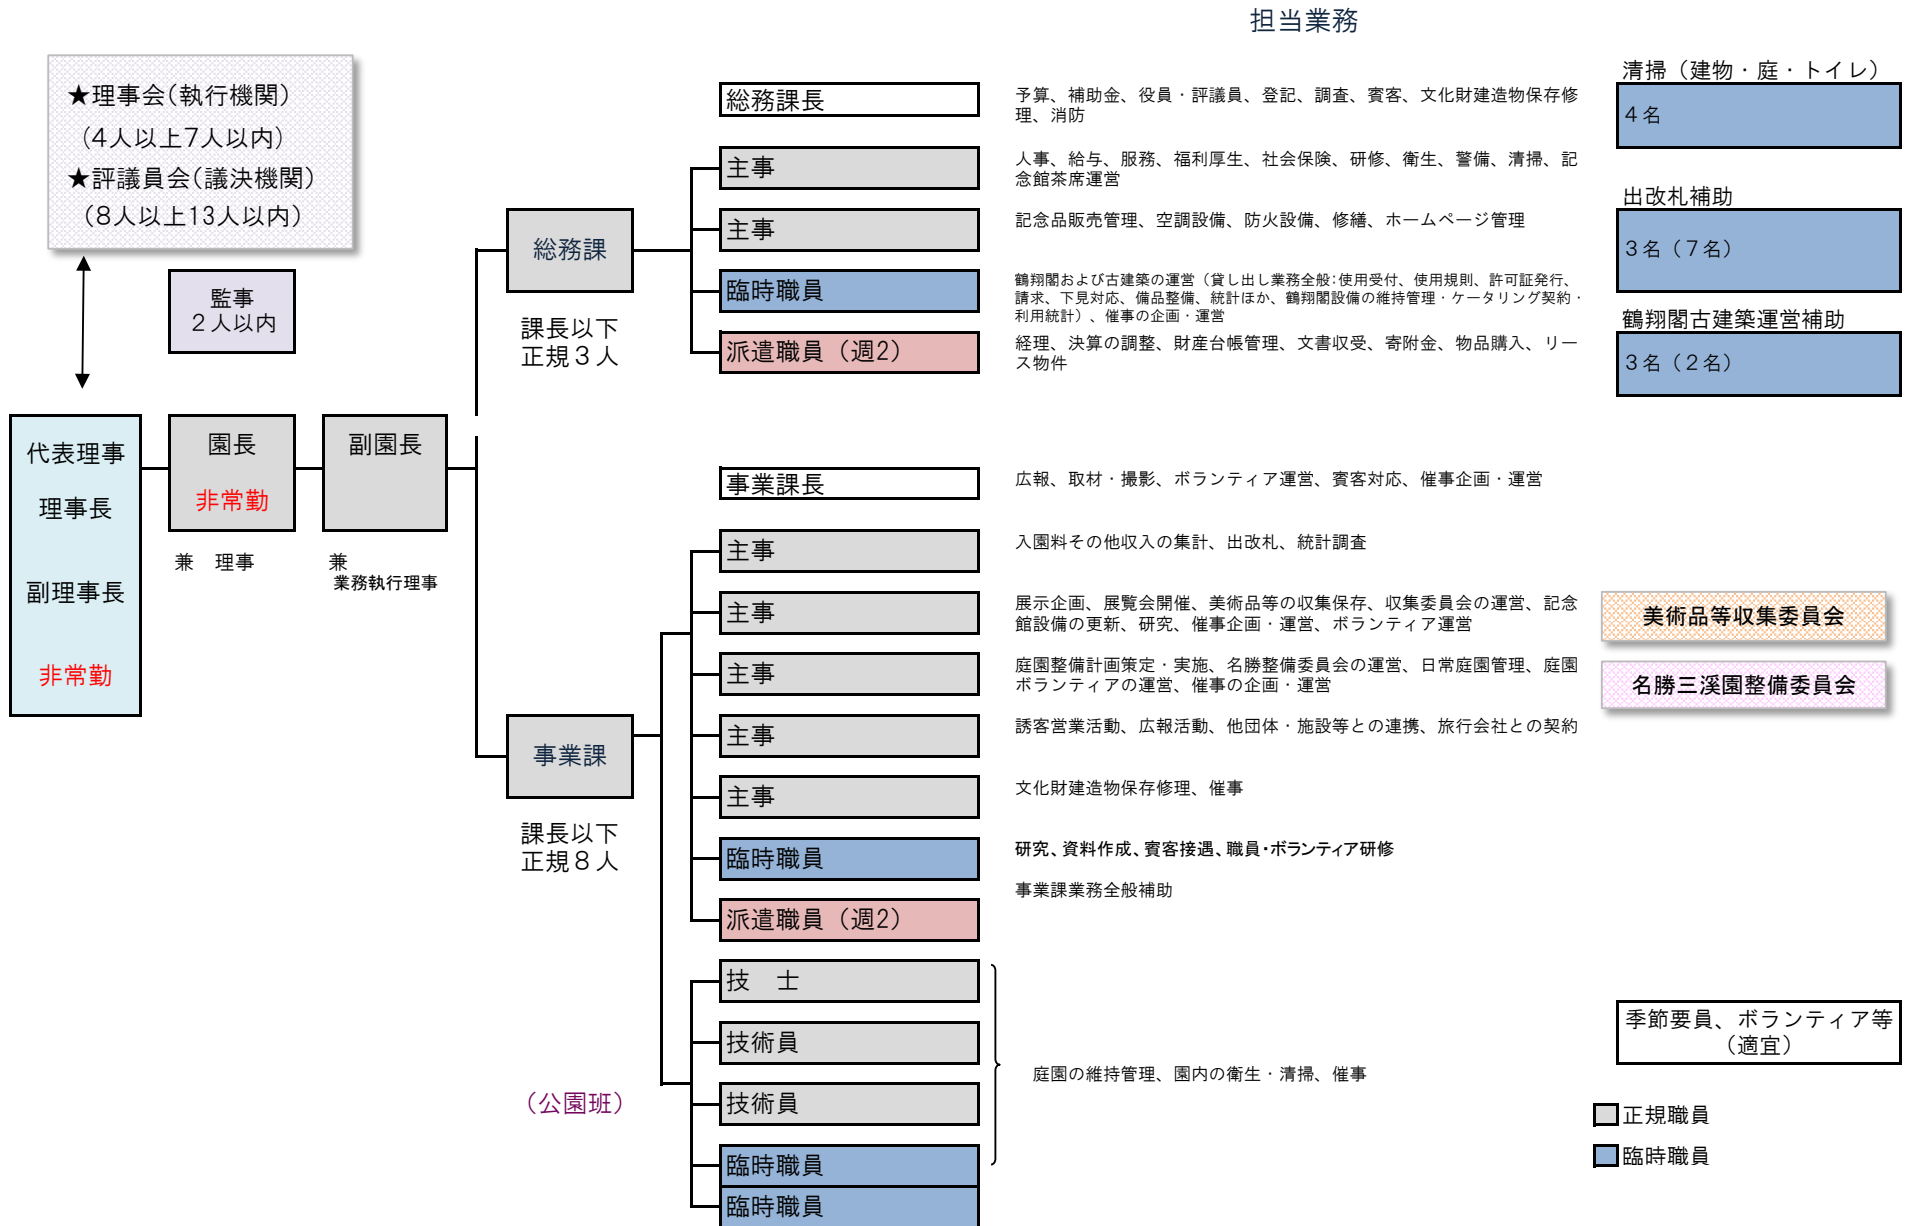 担当業務
★理事会(執行機関)
(4人以上7人以内)
★評議員会(議決機関)
(8人以上13人以内)
監事
2人以内
代表理事
理事長
副理事長
非常勤
園長
非常勤
兼　理事
副園長
兼
業務執行理事
総務課
課長以下
正規3人
総務課長
予算、補助金、役員・評議員、登記、調査、賓客、文化財建造物保存修
理、消防
主事
人事、給与、服務、福利厚生、社会保険、研修、衛生、警備、清掃、記
念館茶席運営
主事
記念品販売管理、空調設備、防火設備、修繕、ホームページ管理
臨時職員
鶴翔閣および古建築の運営（貸し出し業務全般:使用受付、使用規則、許可証発行、
請求、下見対応、備品整備、統計ほか、鶴翔閣設備の維持管理・ケータリング契約・
利用統計）、催事の企画・運営
派遣職員（週2）
経理、決算の調整、財産台帳管理、文書収受、寄附金、物品購入、リー
ス物件
清掃（建物・庭・トイレ）
4名
出改札補助
3名（7名）
鶴翔閣古建築運営補助
3名（2名）
事業課
課長以下
正規8人
事業課長
広報、取材・撮影、ボランティア運営、賓客対応、催事企画・運営
主事
入園料その他収入の集計、出改札、統計調査
主事
展示企画、展覧会開催、美術品等の収集保存、収集委員会の運営、記念
館設備の更新、研究、催事企画・運営、ボランティア運営
主事
庭園整備計画策定・実施、名勝整備委員会の運営、日常庭園管理、庭園
ボランティアの運営、催事の企画・運営
主事
誘客営業活動、広報活動、他団体・施設等との連携、旅行会社との契約
主事
文化財建造物保存修理、催事
臨時職員
研究、資料作成、賓客接遇、職員・ボランティア研修
派遣職員（週2）
事業課業務全般補助
美術品等収集委員会
名勝三溪園整備委員会
（公園班）
技　士
技術員
技術員
臨時職員
臨時職員
庭園の維持管理、園内の衛生・清掃、催事
季節要員、ボランティア等
（適宜）
正規職員
臨時職員